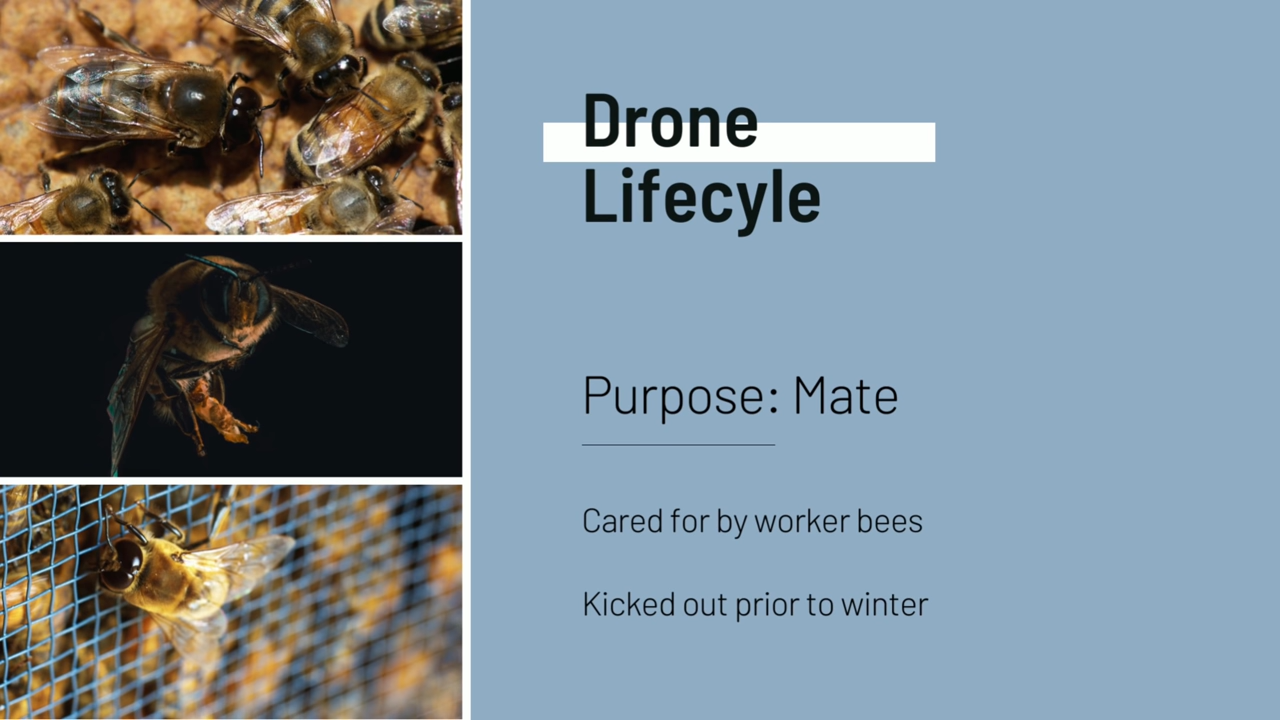 Drone
Lifecyle
Purpose: Mate
Cared for by worker bees
Kicked out prior to winter